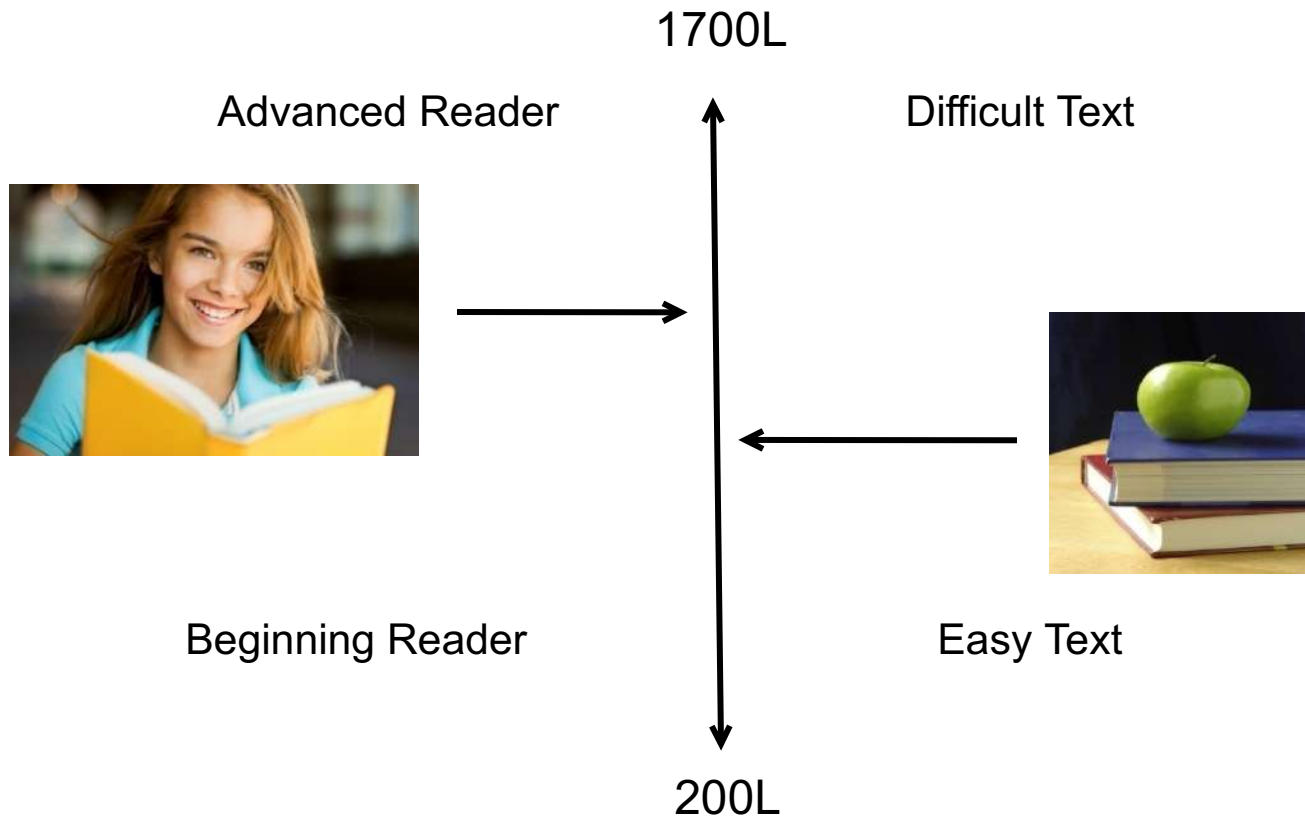 1700L
Advanced Reader
Difficult Text
Beginning Reader
Easy Text
200L